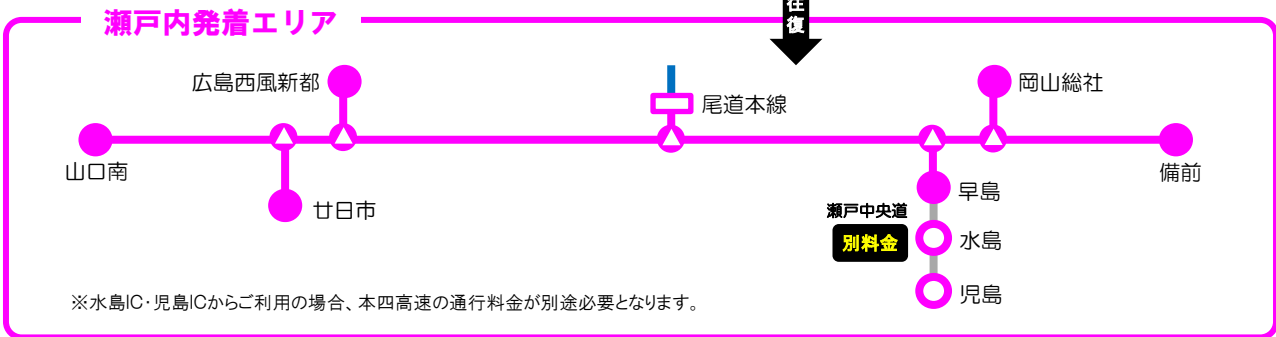 往復
瀬戸内発着エリア
広島西風新都
尾道本線
岡山総社
山口南
備前
廿日市
早島
瀬戸中央道
別料金
水島
児島
※水島IC・児島ICからご利用の場合、本四高速の通行料金が別途必要となります。